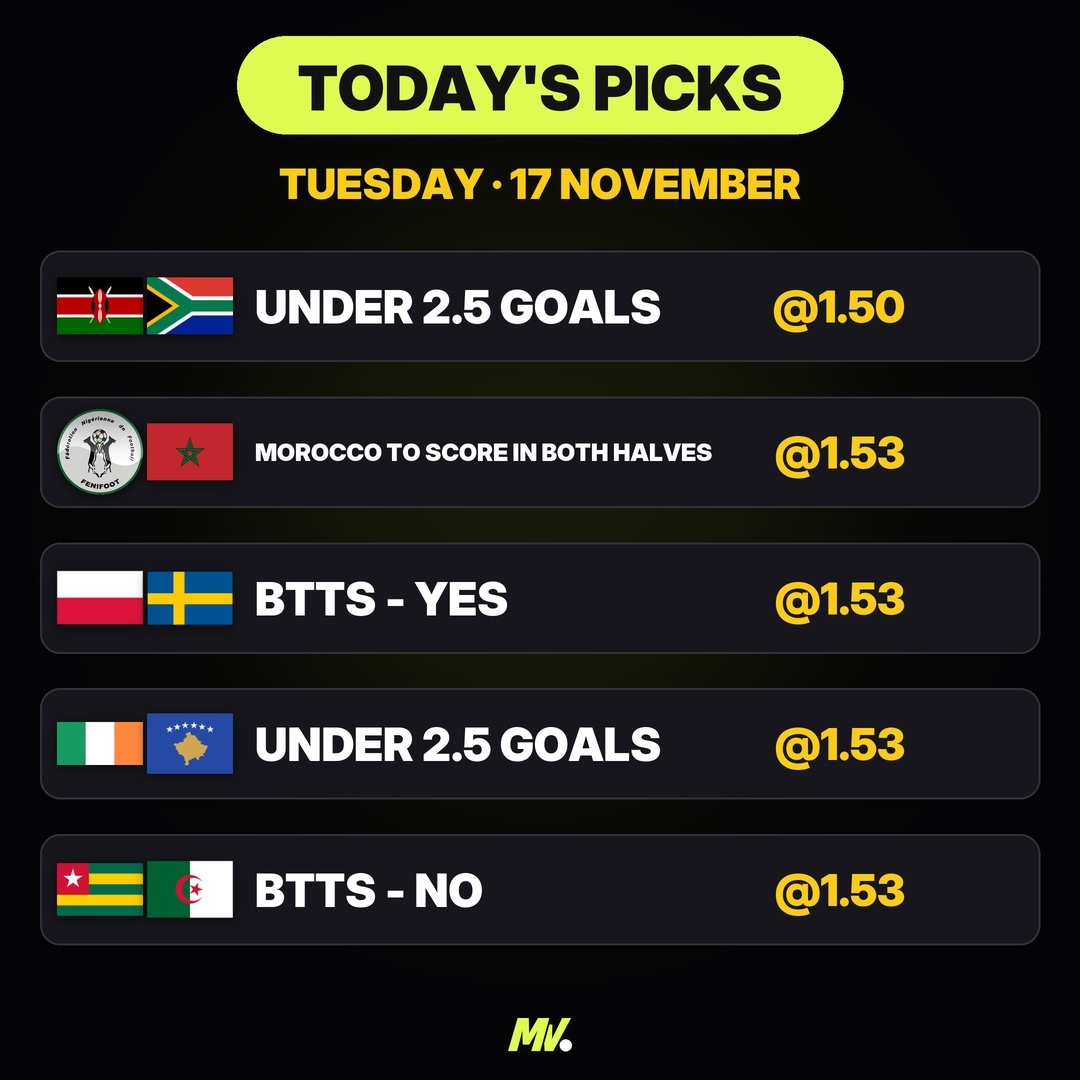 TODAY'S PICKS
TUESDAY · 17 NOVEMBER
UNDER 2.5 GOALS @1.50
Fédération Nigérienne de Football
FENIFOOT
MOROCCO TO SCORE IN BOTH HALVES @1.53
BTTS - YES @1.53
UNDER 2.5 GOALS @1.53
BTTS - NO @1.53
MV.